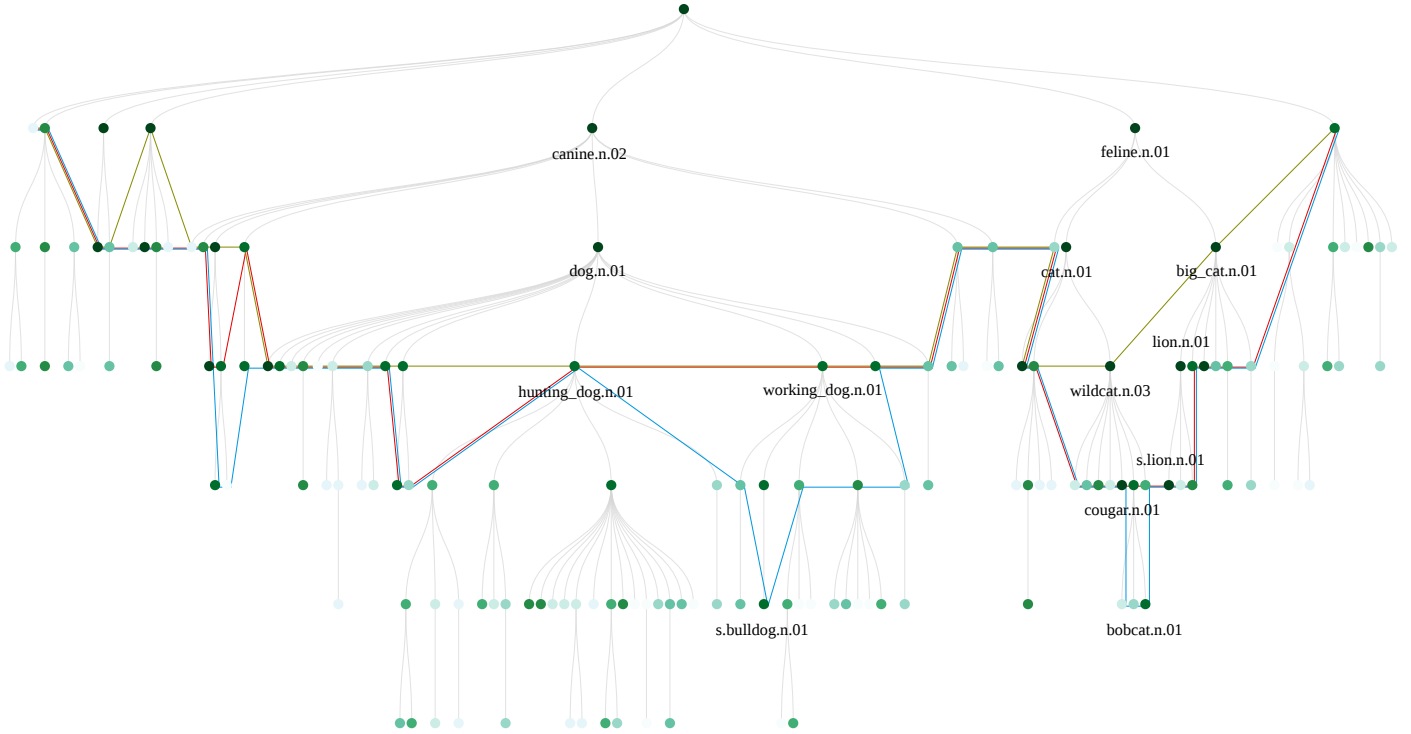 canine.n.02
feline.n.01
dog.n.01
cat.n.01
big_cat.n.01
lion.n.01
hunting_dog.n.01
working_dog.n.01
wildcat.n.03
s.lion.n.01
cougar.n.01
s.bulldog.n.01
bobcat.n.01